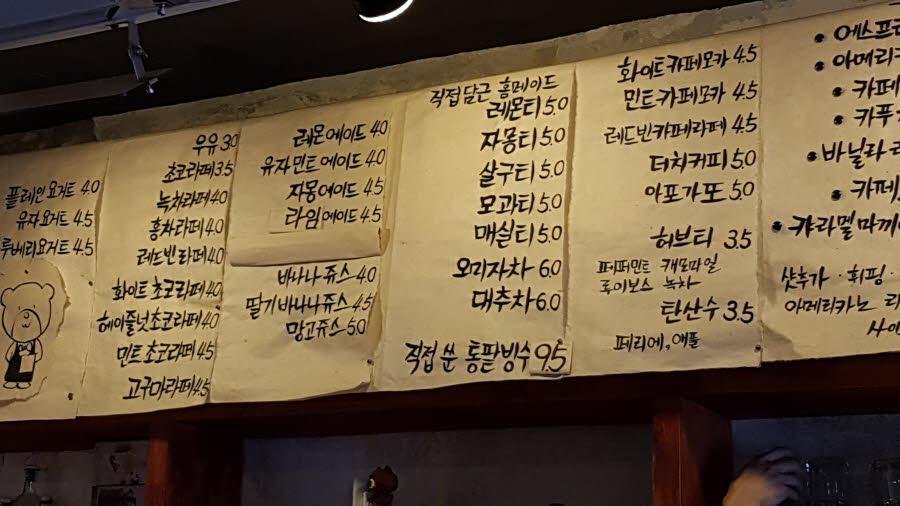 플레인요거트 4.0
유자요거트 4.5
루베리요거트 4.5
우유 3.0
초코라떼 3.5
녹차라떼 4.0
홍차라떼 4.0
레드빈라떼 4.0
화이트초코라떼 4.0
헤이즐넛초코라떼 4.0
민트초코라떼 4.5
고구마라떼 4.5
레몬에이드 4.0
유자민트에이드 4.0
자몽에이드 4.5
라임에이드 4.5
바나나쥬스 4.0
딸기바나나쥬스 4.5
망고쥬스 5.0
직접담근 홈메이드
레몬티 5.0
자몽티 5.0
살구티 5.0
모과티 5.0
매실티 5.0
오미자차 6.0
대추차 6.0
직접 쑨 통팥빙수 9.5
화이트카페모카 4.5
민트카페모카 4.5
레드빈카페라떼 4.5
더치커피 5.0
아포가또 5.0
허브티 3.5
페퍼민트 캐모마일
루이보스 녹차
탄산수 3.5
페리에, 애플
• 에스프
• 아메리
• 카페
• 카푸
• 바닐라
• 카페
• 캬라멜마끼
샷추가 · 휘핑 ·
아메리카노
사이